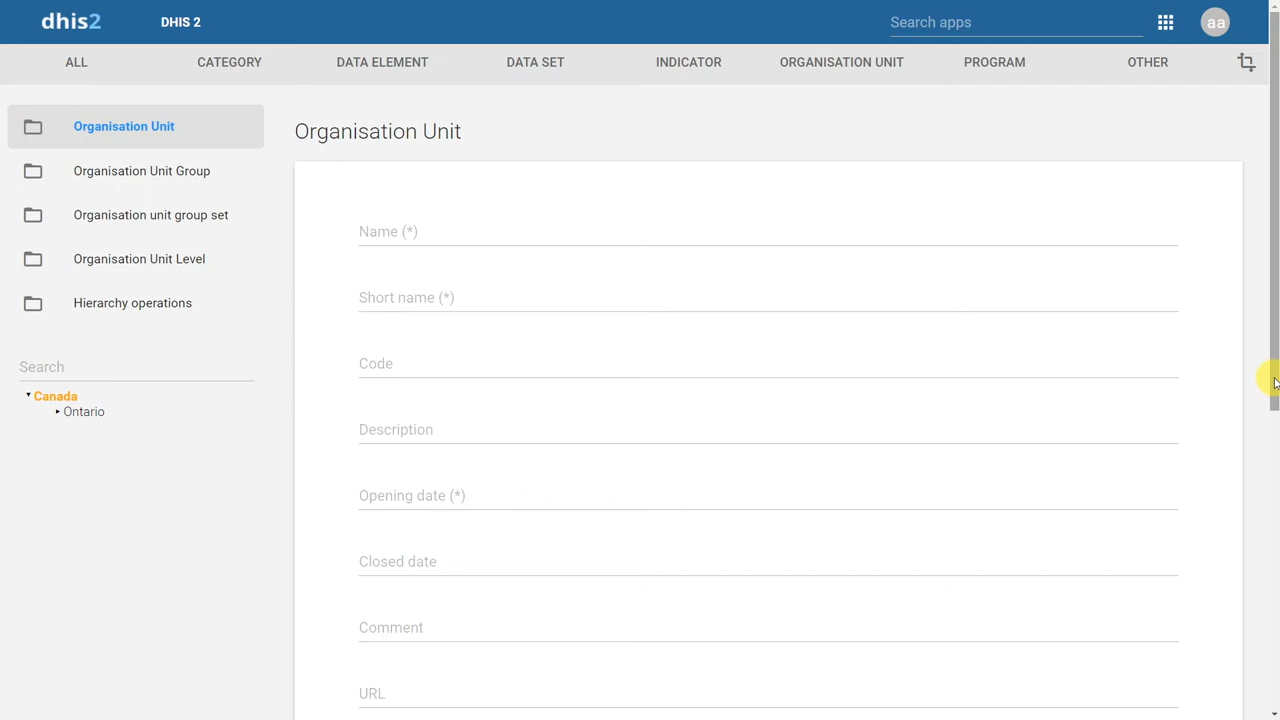 dhis2
DHIS 2
Search apps
aa
ALL
CATEGORY
DATA ELEMENT
DATA SET
INDICATOR
ORGANISATION UNIT
PROGRAM
OTHER
Organisation Unit
Organisation Unit Group
Organisation unit group set
Organisation Unit Level
Hierarchy operations
Search
Canada
Ontario
Organisation Unit
Name (*)
Short name (*)
Code
Description
Opening date (*)
Closed date
Comment
URL